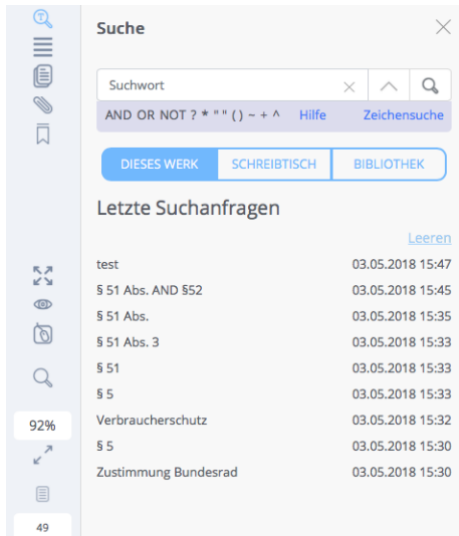 Suche
Suchwort
AND OR NOT ? * " " ( ) ~ + ^ Hilfe Zeichensuche
DIESES WERK SCHREIBTISCH BIBLIOTHEK
Letzte Suchanfragen
Leeren
test 03.05.2018 15:47
§ 51 Abs. AND §52 03.05.2018 15:45
§ 51 Abs. 03.05.2018 15:35
§ 51 Abs. 3 03.05.2018 15:33
§ 51 03.05.2018 15:33
§ 5 03.05.2018 15:33
Verbraucherschutz 03.05.2018 15:32
§ 5 03.05.2018 15:30
Zustimmung Bundesrad 03.05.2018 15:30
92%
49